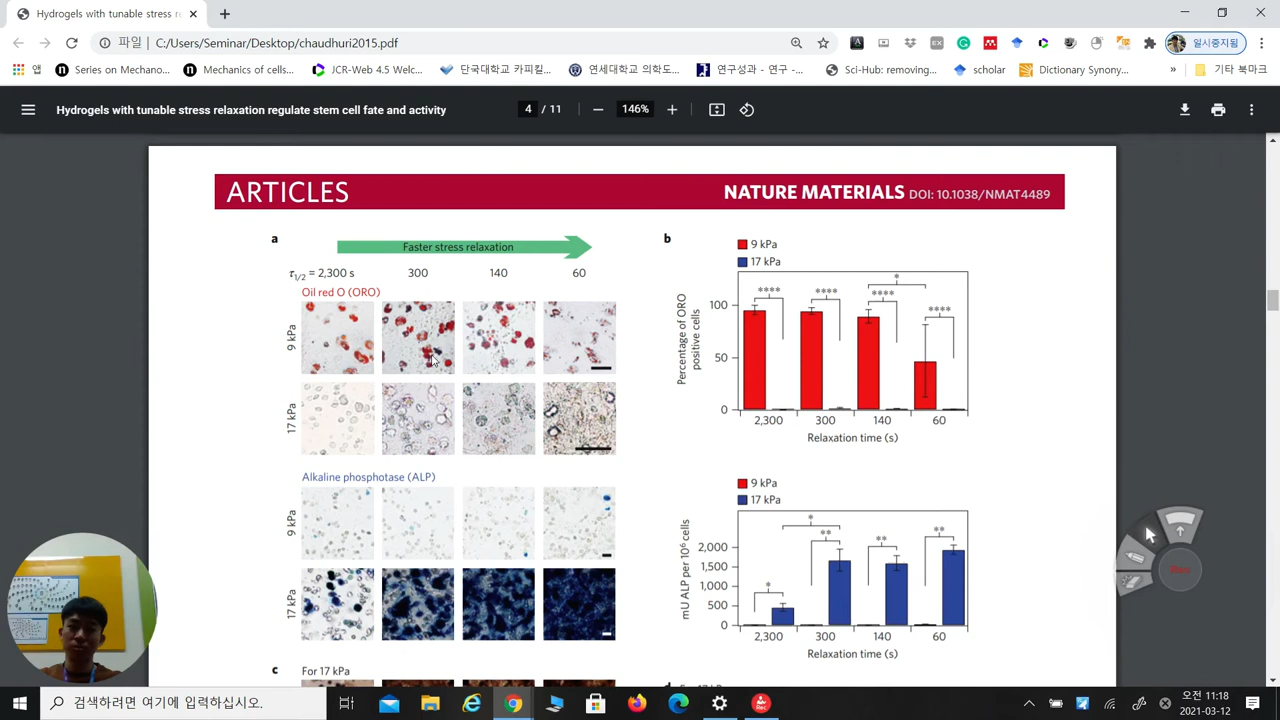 Hydrogels with tunable stress r
파일 | C:/Users/Seminar/Desktop/chaudhuri2015.pdf
일시중지됨
앱
Series on Mechano...
Mechanics of cells...
JCR-Web 4.5 Welc...
단국대학교 카피킬...
연세대학교 의학도...
연구성과 - 연구 -...
Sci-Hub: removing...
scholar
Dictionary Synony...
»
기타 북마크
Hydrogels with tunable stress relaxation regulate stem cell fate and activity
4 / 11
146%
ARTICLES
NATURE MATERIALS DOI: 10.1038/NMAT4489
a
Faster stress relaxation
τ1/2 = 2,300 s 300 140 60
Oil red O (ORO)
9 kPa
17 kPa
Alkaline phosphotase (ALP)
9 kPa
17 kPa
c
For 17 kPa
b
9 kPa
17 kPa
Percentage of ORO
positive cells
100
50
0
**** **** **** * ****
2,300 300 140 60
Relaxation time (s)
9 kPa
17 kPa
mU ALP per 10⁶ cells
2,000
1,500
1,000
500
0
* * ** ** **
2,300 300 140 60
Relaxation time (s)
d
Rec
검색하려면 여기에 입력하십시오.
Rec
오전 11:18
2021-03-12